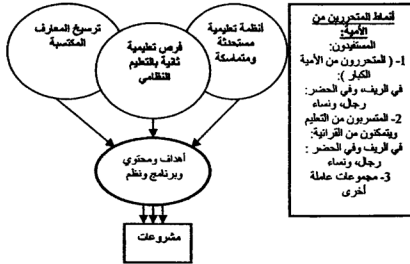 ترسيخ المعارف
المكتسبة
فرص تعليمية
ثانية بالتعليم
النظامي
أنظمة تعليمية
مستحدثة
ومتماسكة
أهداف ومحتوي
وبرنامج ونظم
مشروعات
أنماط المتحررين من
الأمية:
المستفيدون:
1- ( المتحررون من الأمية
الكبار ):
في الريف، وفي الحضر:
رجال، ونساء
2- المتسربون من التعليم
ويتمكنون من القرائية:
في الريف وفي الحضر :
رجال، ونساء
3- مجموعات عاملة
أخرى